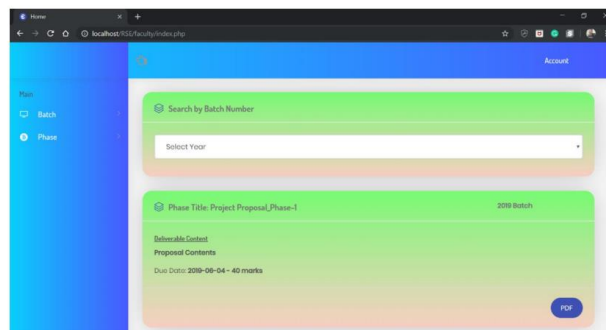 Home
localhost/RSE/faculty/index.php
Account
Main
Batch
Phase
Search by Batch Number
Select Year
Phase Title: Project Proposal_Phase-1
2019 Batch
Deliverable Content
Proposal Contents
Due Date: 2019-06-04 - 40 marks
PDF